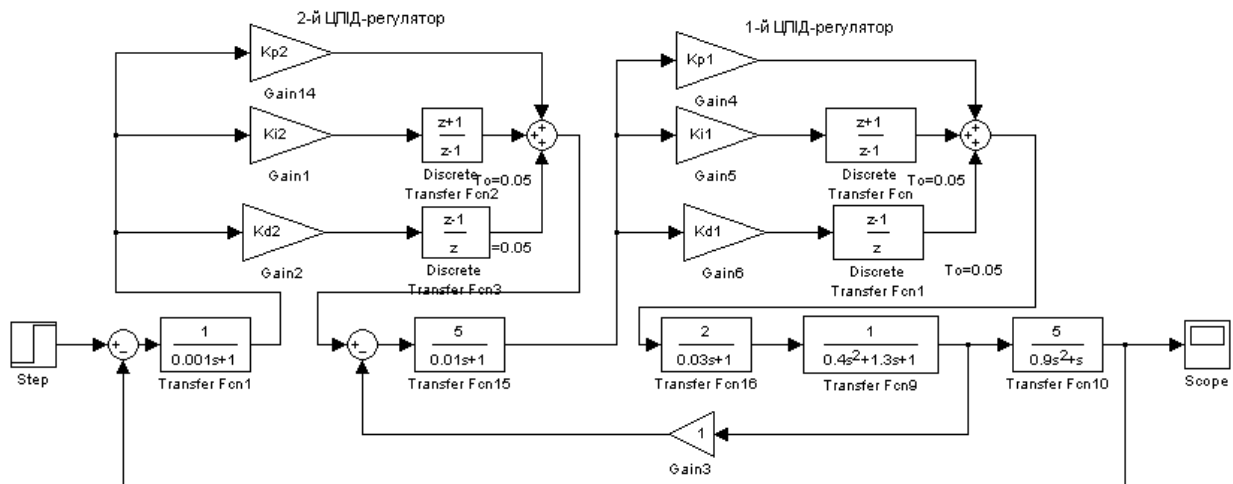 2-й ЦПІД-регулятор
1-й ЦПІД-регулятор
Kp2
Gain14
Ki2
Gain1
z+1
z-1
Discrete
Transfer Fcn2
To=0.05
Kd2
Gain2
z-1
z
=0.05
Discrete
Transfer Fcn3
Kp1
Gain4
Ki1
Gain5
z+1
z-1
Discrete
Transfer Fcn
To=0.05
Kd1
Gain6
z-1
z
Discrete
Transfer Fcn1
To=0.05
Step
1
0.001s+1
Transfer Fcn1
5
0.01s+1
Transfer Fcn15
2
0.03s+1
Transfer Fcn16
1
0.4s²+1.3s+1
Transfer Fcn9
5
0.9s²+s
Transfer Fcn10
Scope
1
Gain3